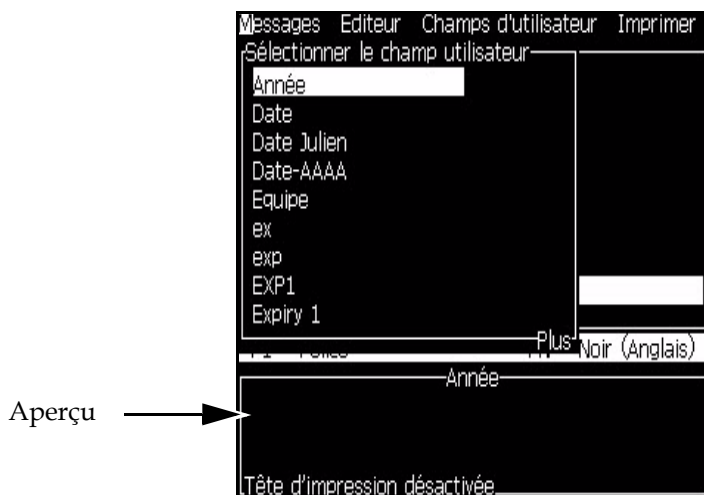 Messages Editeur Champs d'utilisateur Imprimer
Sélectionner le champ utilisateur
Année
Date
Date Julien
Date-AAAA
Equipe
ex
exp
EXP1
Expiry 1
Plus
Noir (Anglais)
Année
Aperçu
Tête d'impression désactivée